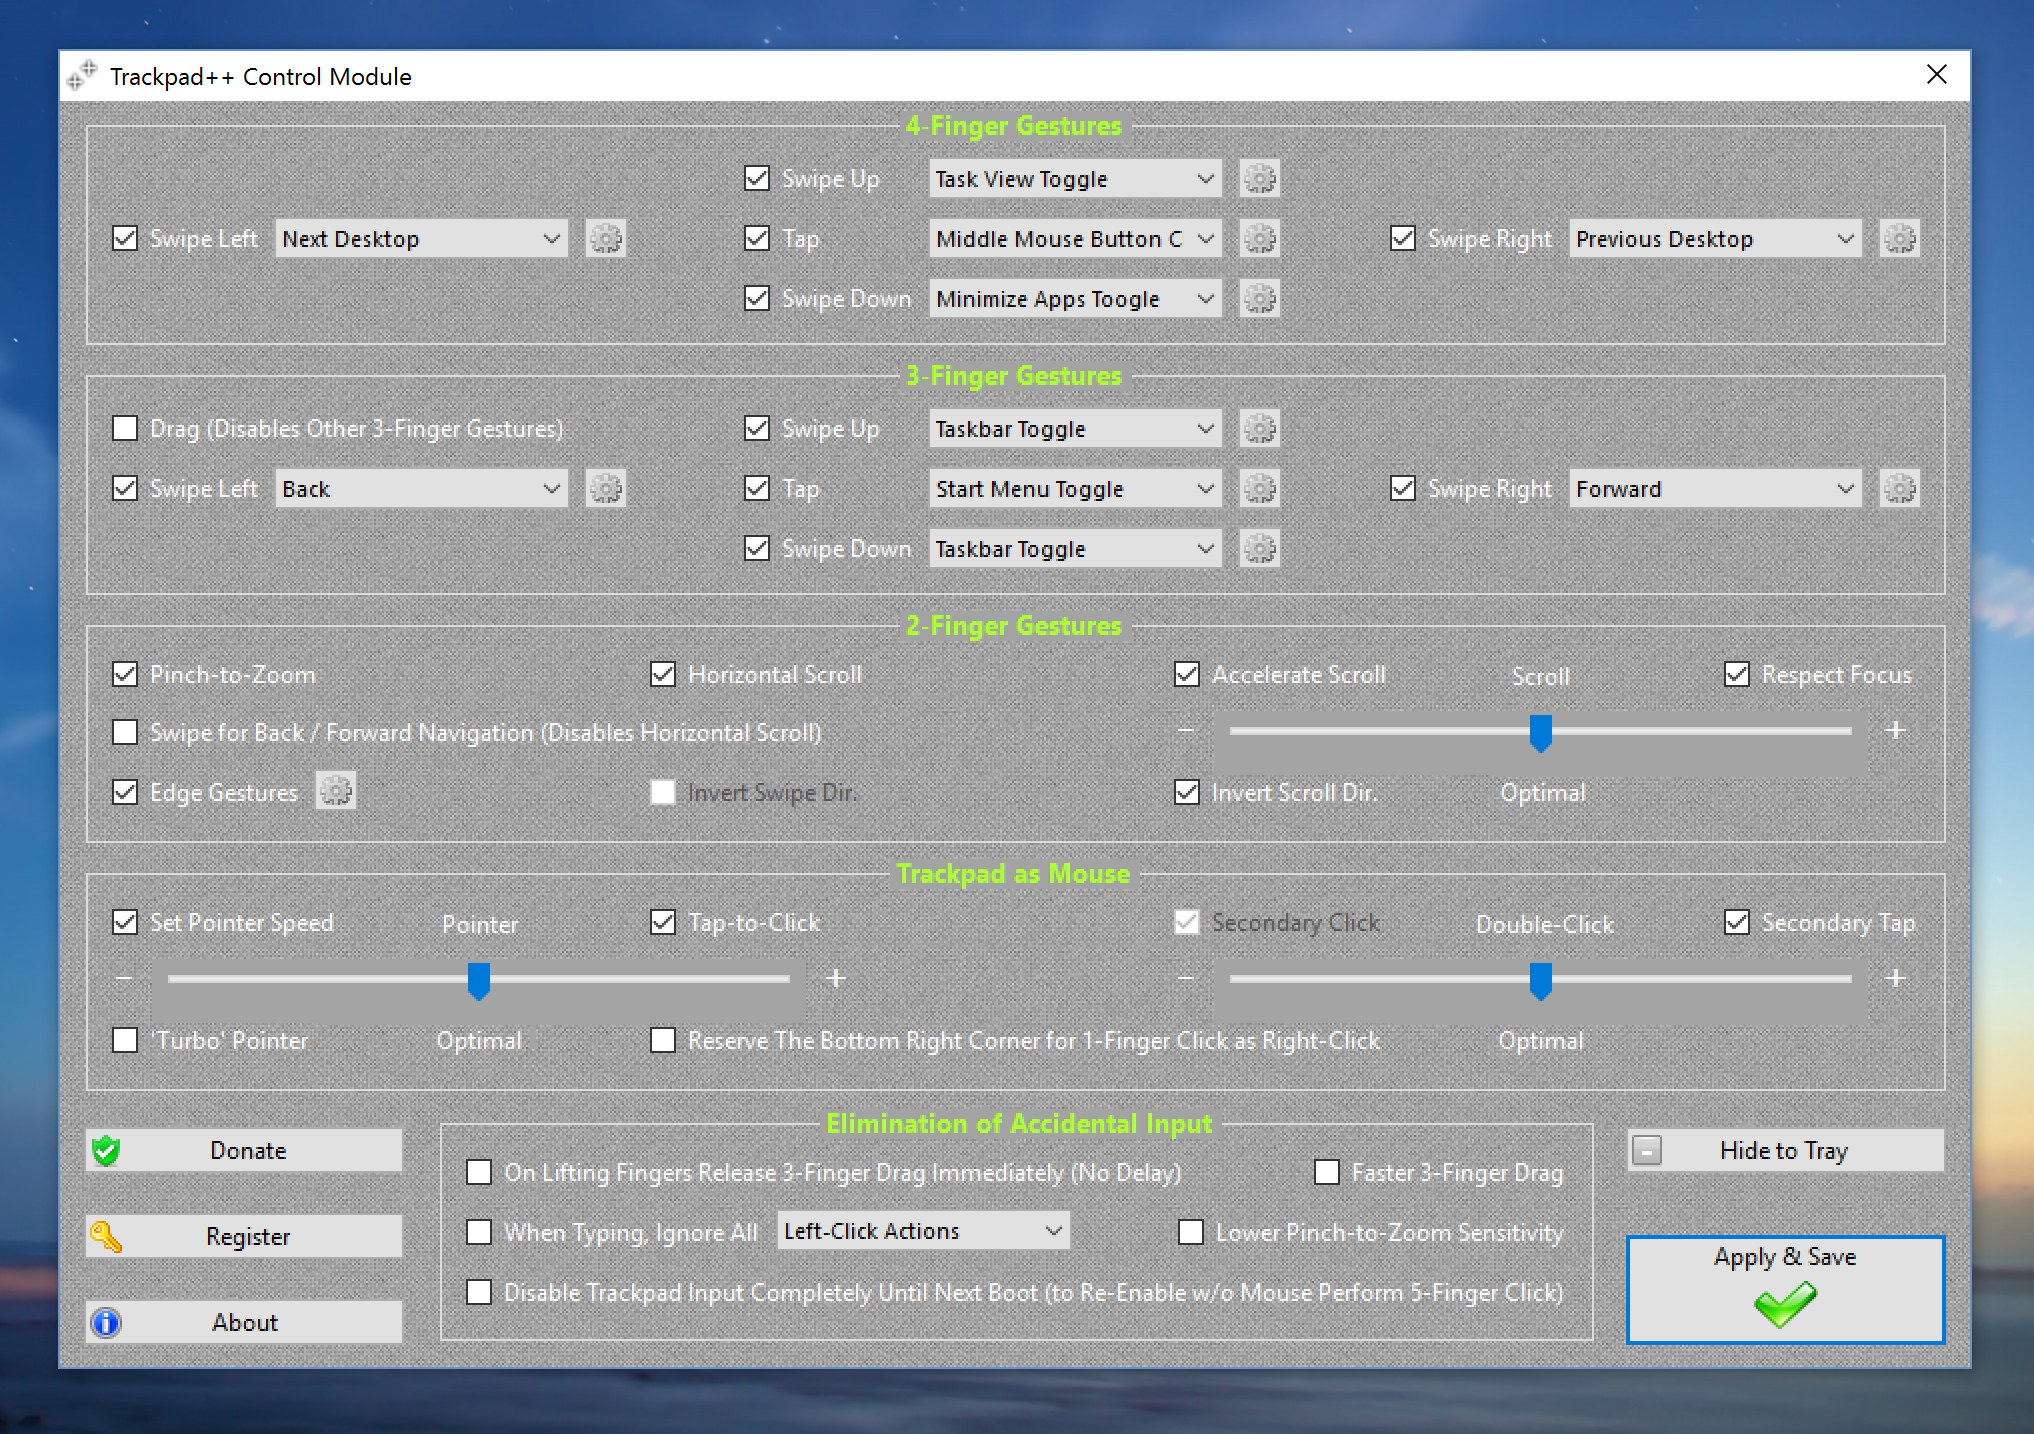 Trackpad++ Control Module
4-Finger Gestures
Swipe Up Task View Toggle
Swipe Left Next Desktop Tap Middle Mouse Button C Swipe Right Previous Desktop
Swipe Down Minimize Apps Toogle
3-Finger Gestures
Drag (Disables Other 3-Finger Gestures) Swipe Up Taskbar Toggle
Swipe Left Back Tap Start Menu Toggle Swipe Right Forward
Swipe Down Taskbar Toggle
2-Finger Gestures
Pinch-to-Zoom Horizontal Scroll Accelerate Scroll Scroll Respect Focus
Swipe for Back / Forward Navigation (Disables Horizontal Scroll) − +
Edge Gestures Invert Swipe Dir. Invert Scroll Dir. Optimal
Trackpad as Mouse
Set Pointer Speed Pointer Tap-to-Click Secondary Click Double-Click Secondary Tap
− + − +
'Turbo' Pointer Optimal Reserve The Bottom Right Corner for 1-Finger Click as Right-Click Optimal
Elimination of Accidental Input
Donate On Lifting Fingers Release 3-Finger Drag Immediately (No Delay) Faster 3-Finger Drag Hide to Tray
Register When Typing, Ignore All Left-Click Actions Lower Pinch-to-Zoom Sensitivity Apply & Save
About Disable Trackpad Input Completely Until Next Boot (to Re-Enable w/o Mouse Perform 5-Finger Click)